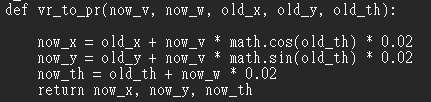 def vr_to_pr(now_v, now_w, old_x, old_y, old_th):
now_x = old_x + now_v * math.cos(old_th) * 0.02
now_y = old_y + now_v * math.sin(old_th) * 0.02
now_th = old_th + now_w * 0.02
return now_x, now_y, now_th